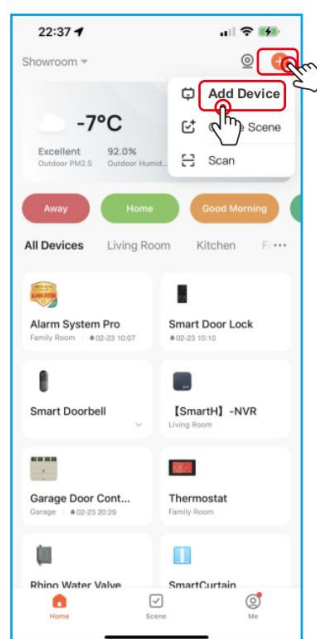 22:37
Showroom
Add Device
-7°C
Scene
Excellent
92.0%
Outdoor PM2.5
Outdoor Humid...
Scan
Away
Home
Good Morning
All Devices
Living Room
Kitchen
F
Alarm System Pro
Family Room
02-23 10:07
Smart Door Lock
02-23 10:10
Smart Doorbell
【SmartH】-NVR
Living Room
Garage Door Cont...
Garage
02-23 20:29
Thermostat
Family Room
Rhino Water Valve
SmartCurtain
Home
Scene
Me